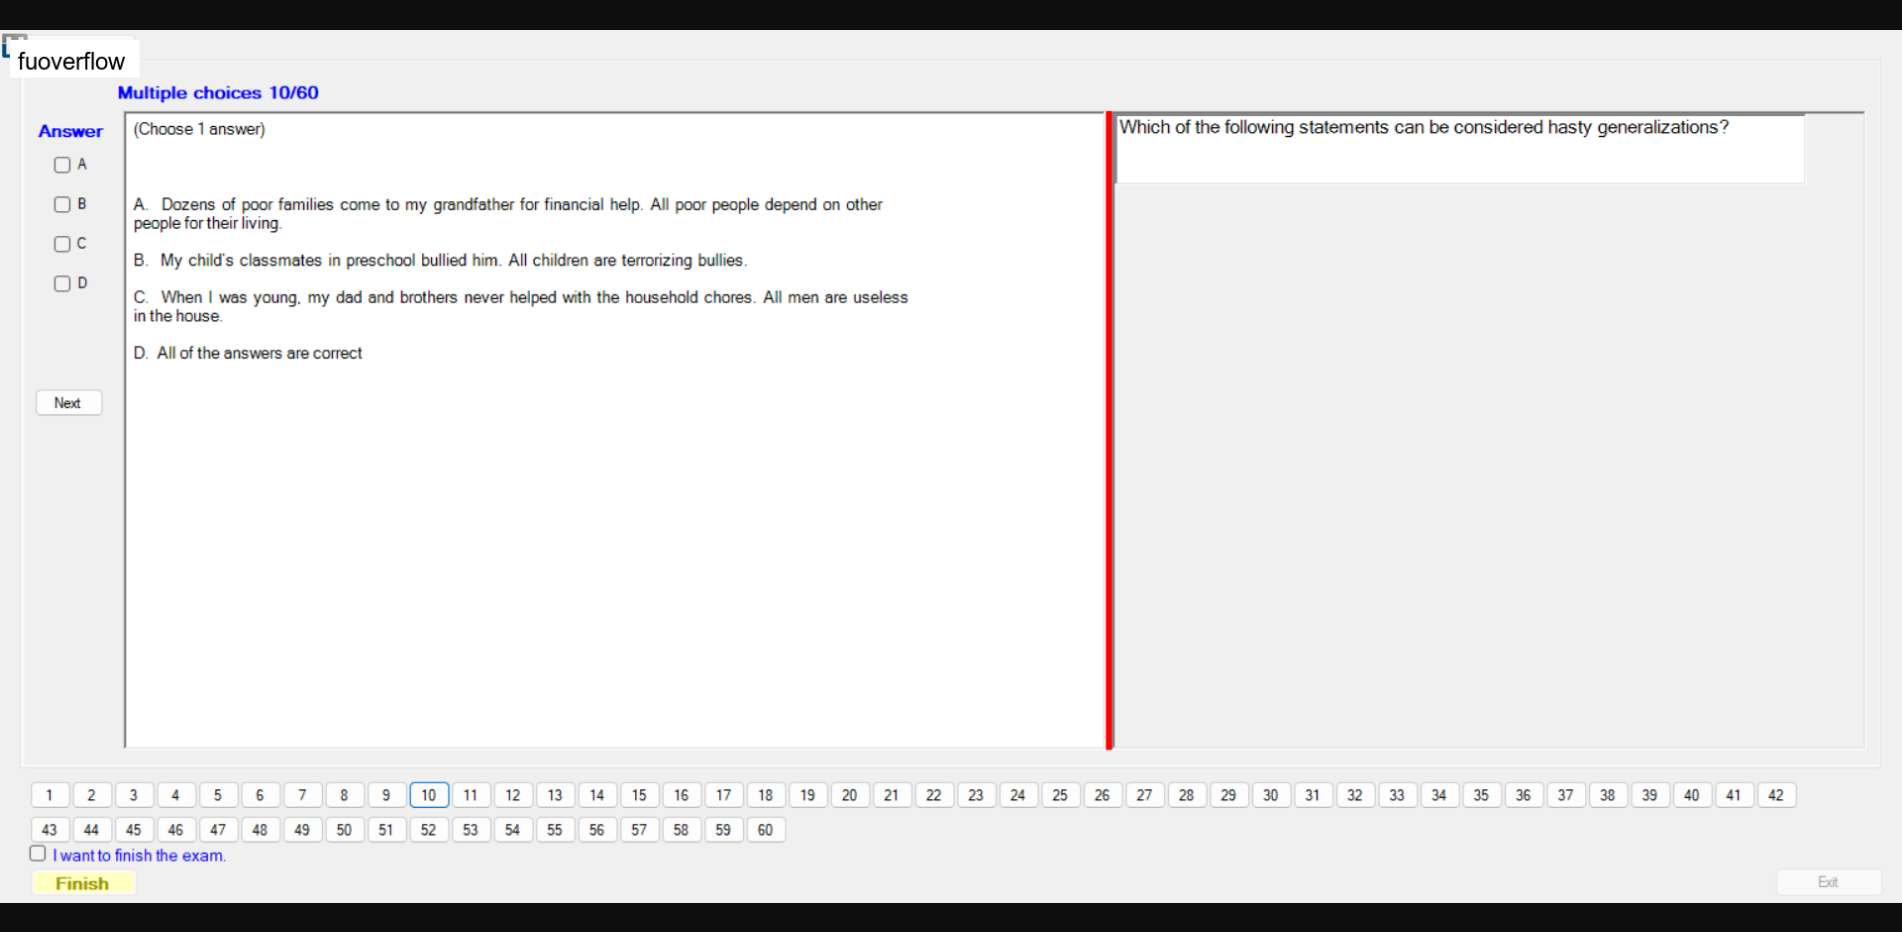 fuoverflow
Multiple choices 10/60
Answer
A
B
C
D
Next
(Choose 1 answer)
A. Dozens of poor families come to my grandfather for financial help. All poor people depend on other
people for their living.
B. My child's classmates in preschool bullied him. All children are terrorizing bullies.
C. When I was young, my dad and brothers never helped with the household chores. All men are useless
in the house.
D. All of the answers are correct
Which of the following statements can be considered hasty generalizations?
1 2 3 4 5 6 7 8 9 10 11 12 13 14 15 16 17 18 19 20 21 22 23 24 25 26 27 28 29 30 31 32 33 34 35 36 37 38 39 40 41 42
43 44 45 46 47 48 49 50 51 52 53 54 55 56 57 58 59 60
I want to finish the exam.
Finish
Exit